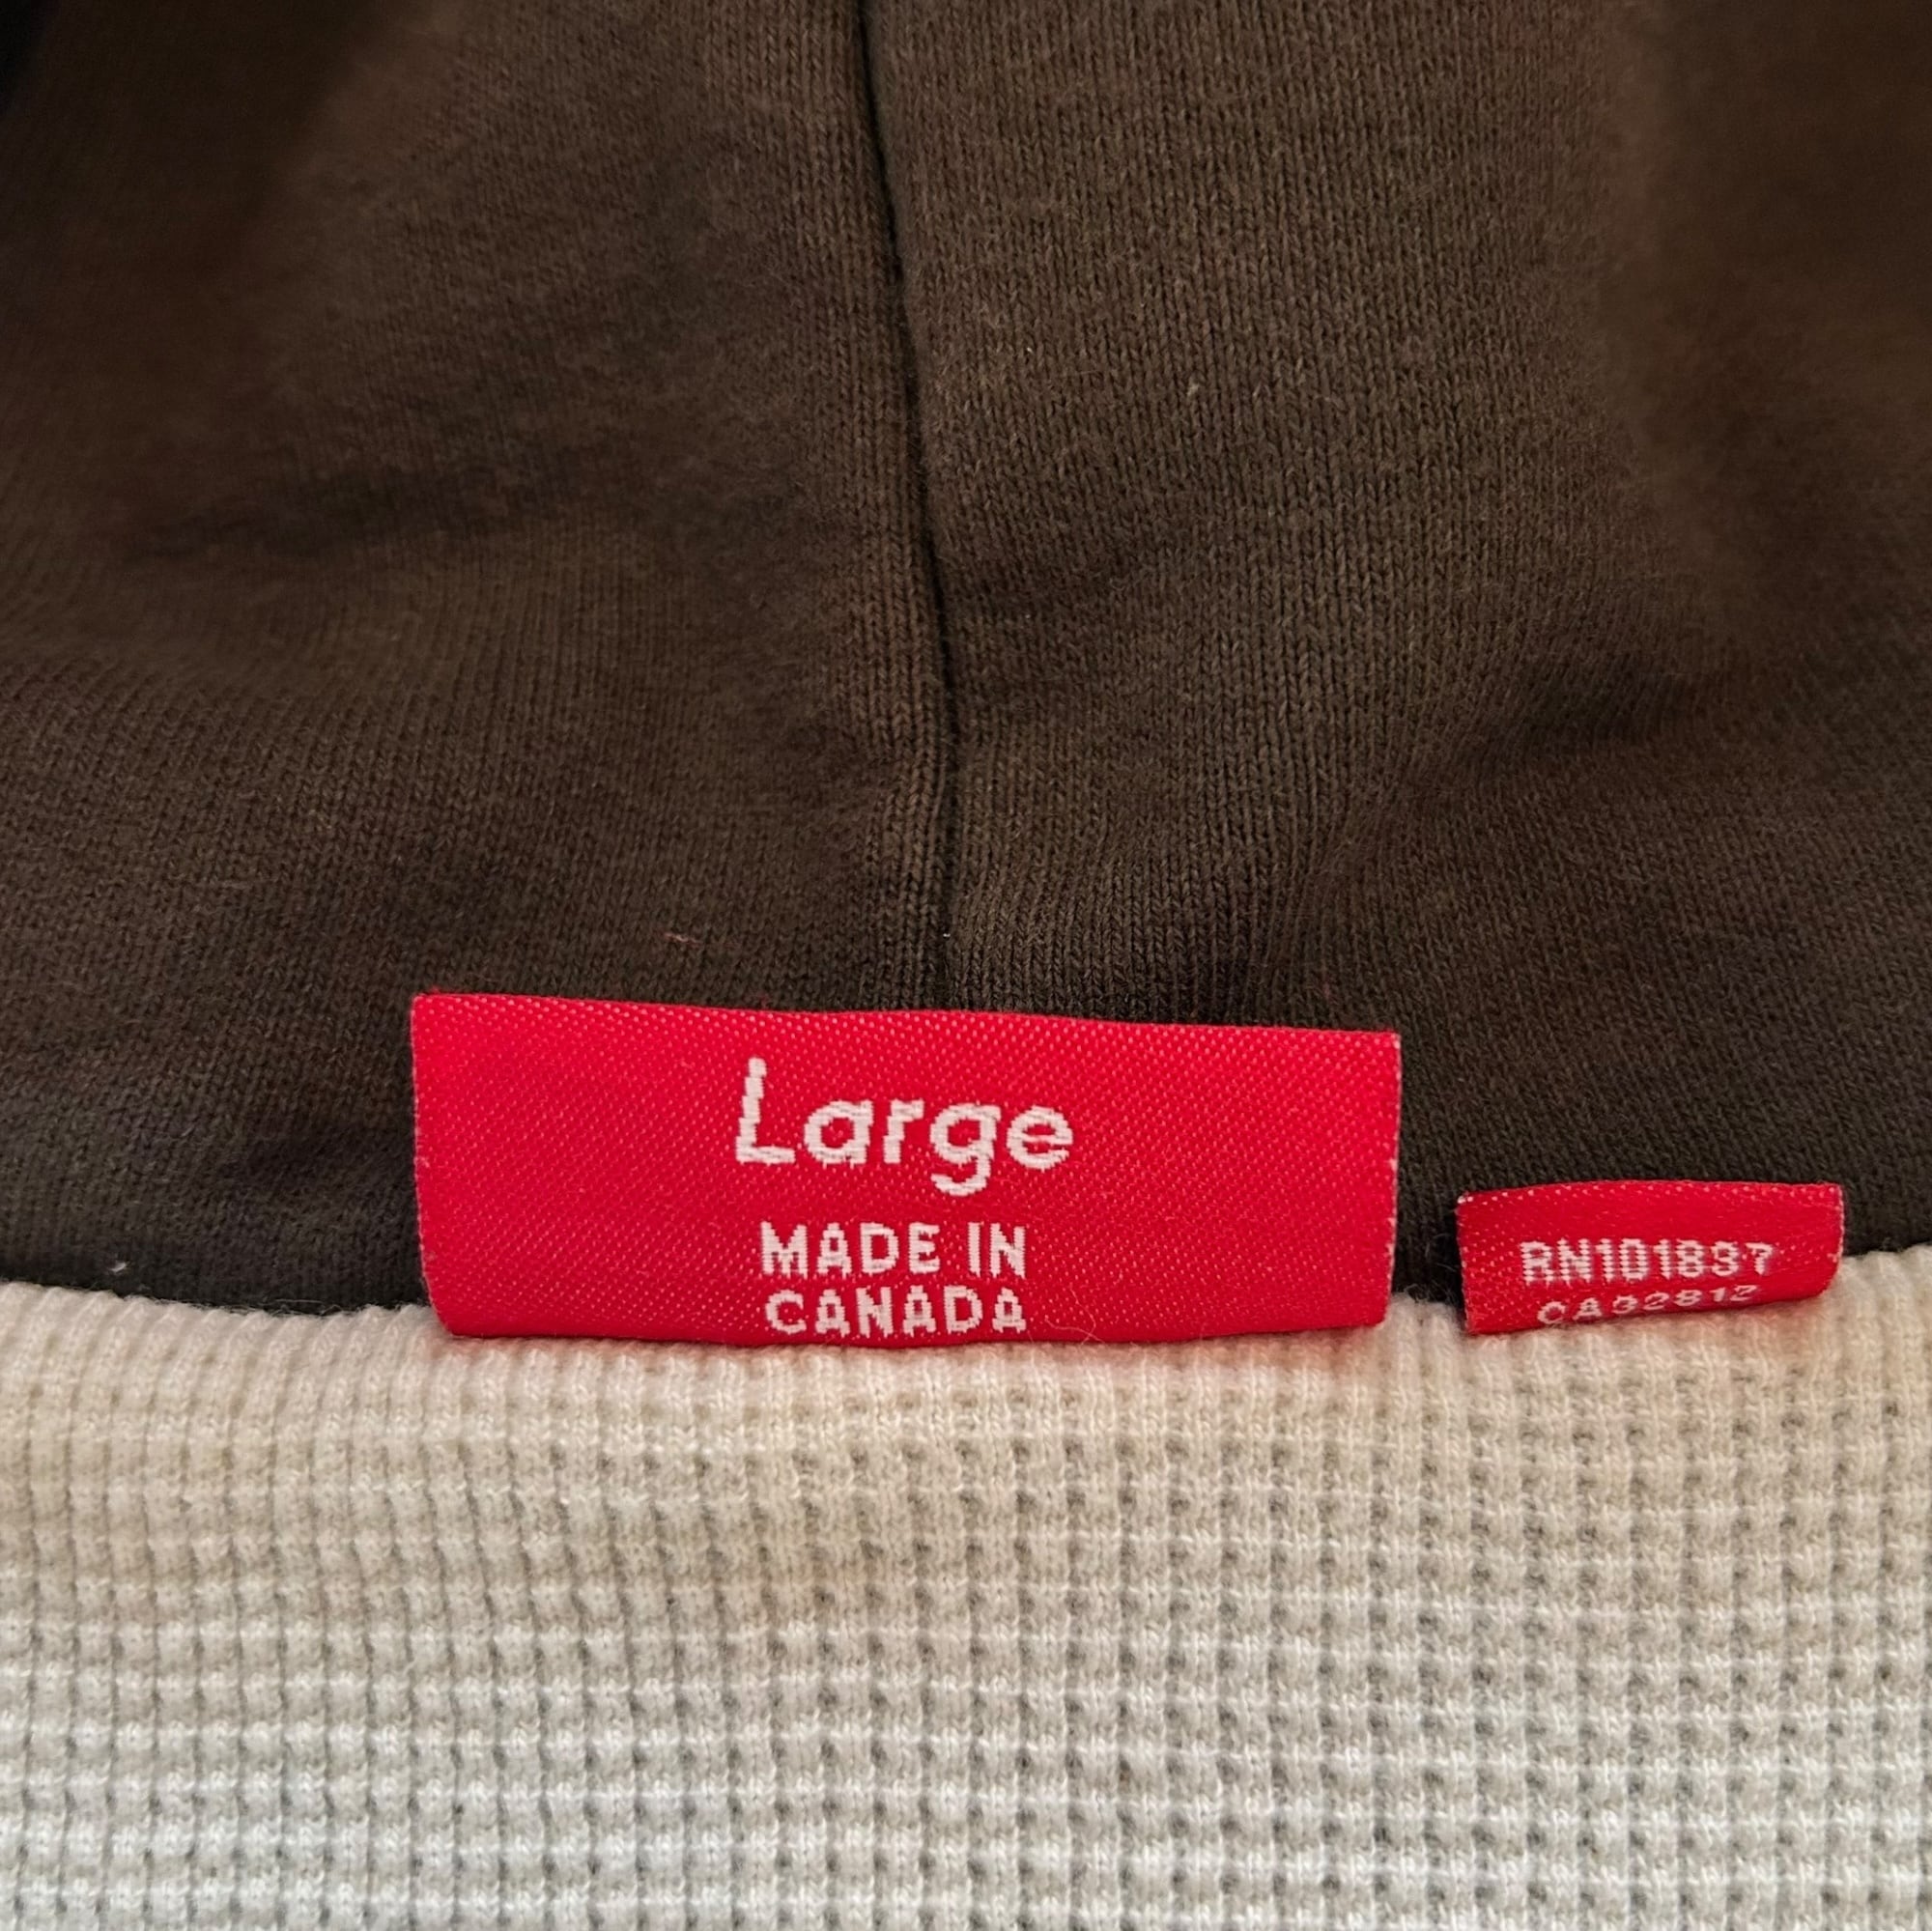 Large
MADE IN
CANADA
RN101837
CA32812